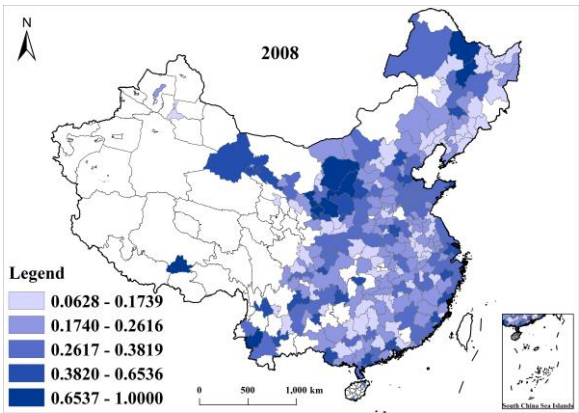 N
2008
Legend
0.0628 - 0.1739
0.1740 - 0.2616
0.2617 - 0.3819
0.3820 - 0.6536
0.6537 - 1.0000
0 500 1,000 km
South China Sea Islands